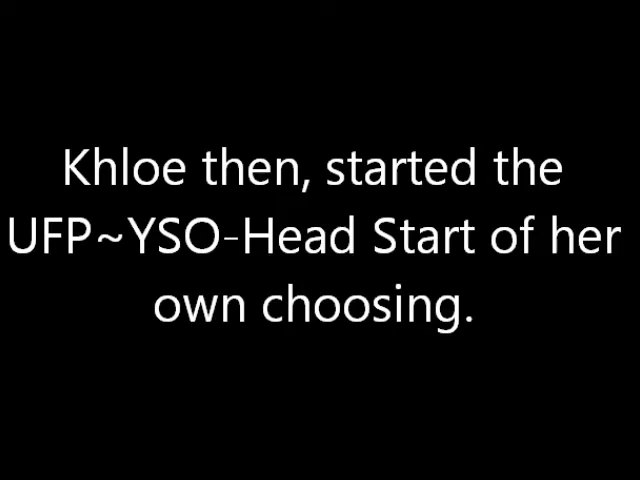 Khloe then, started the
UFP~YSO-Head Start of her
own choosing.